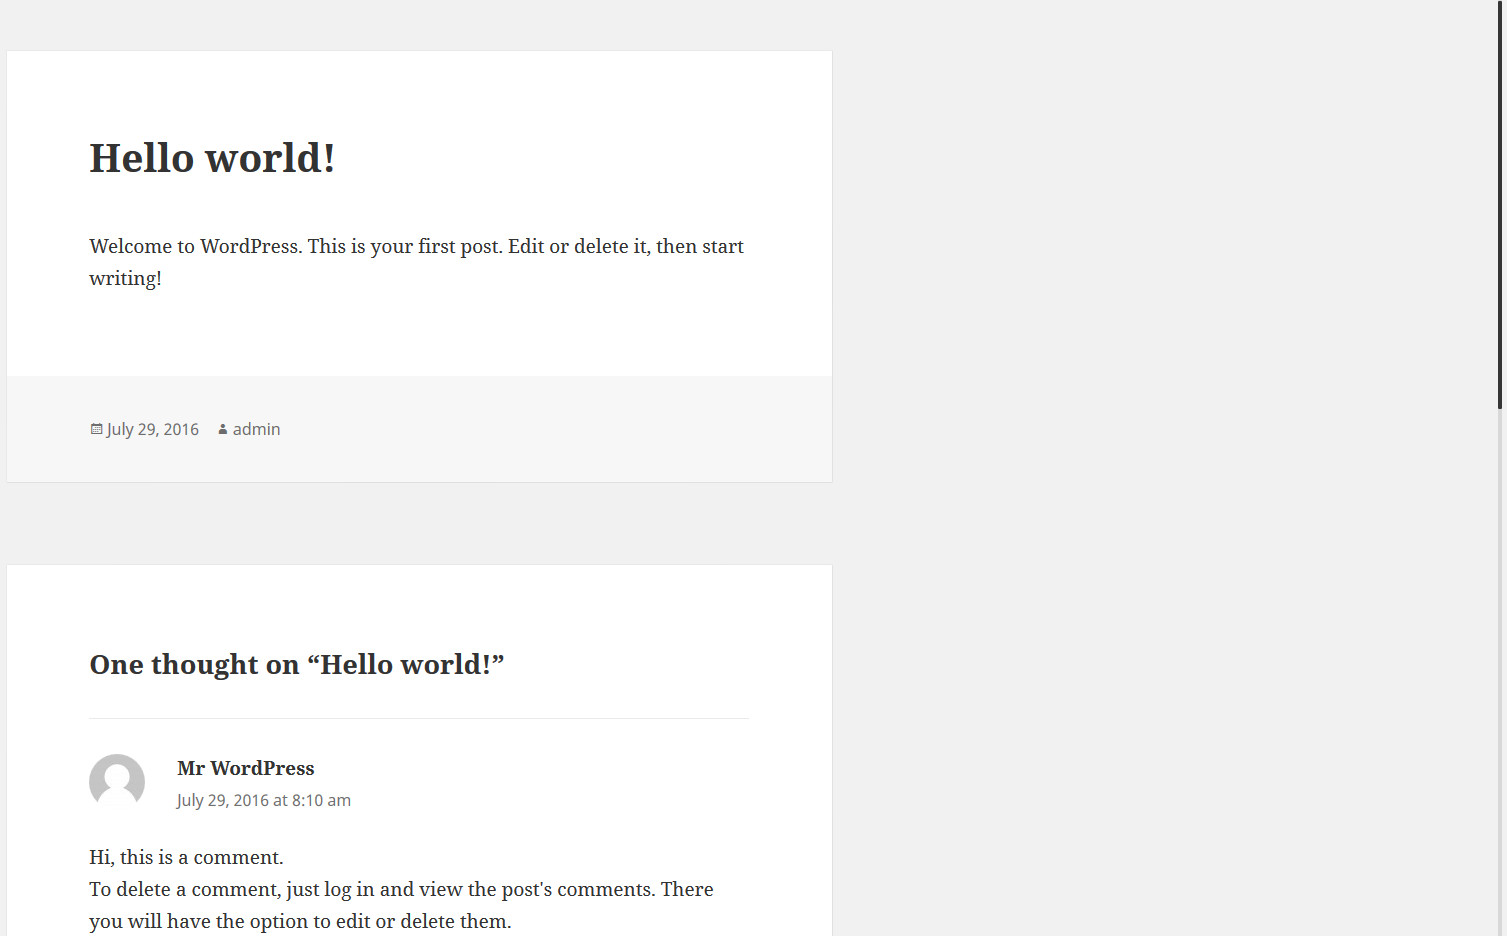 Hello world!
Welcome to WordPress. This is your first post. Edit or delete it, then start
writing!
July 29, 2016 admin
One thought on “Hello world!”
Mr WordPress
July 29, 2016 at 8:10 am
Hi, this is a comment.
To delete a comment, just log in and view the post's comments. There
you will have the option to edit or delete them.